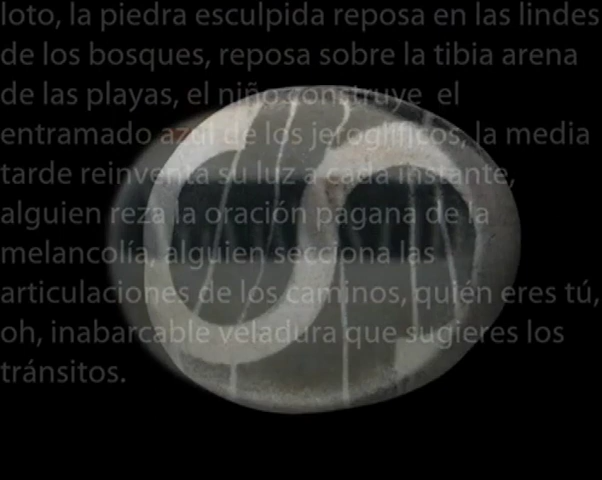 loto, la piedra esculpida reposa en las lindes
de los bosques, reposa sobre la tibia arena
de las playas, el niño construye el
entramado azul de los jeroglíficos, la media
tarde reinventa su luz a cada instante,
alguien reza la oración pagana de la
melancolía, alguien secciona las
articulaciones de los caminos, quién eres tú,
oh, inabarcable veladura que sugieres los
tránsitos.